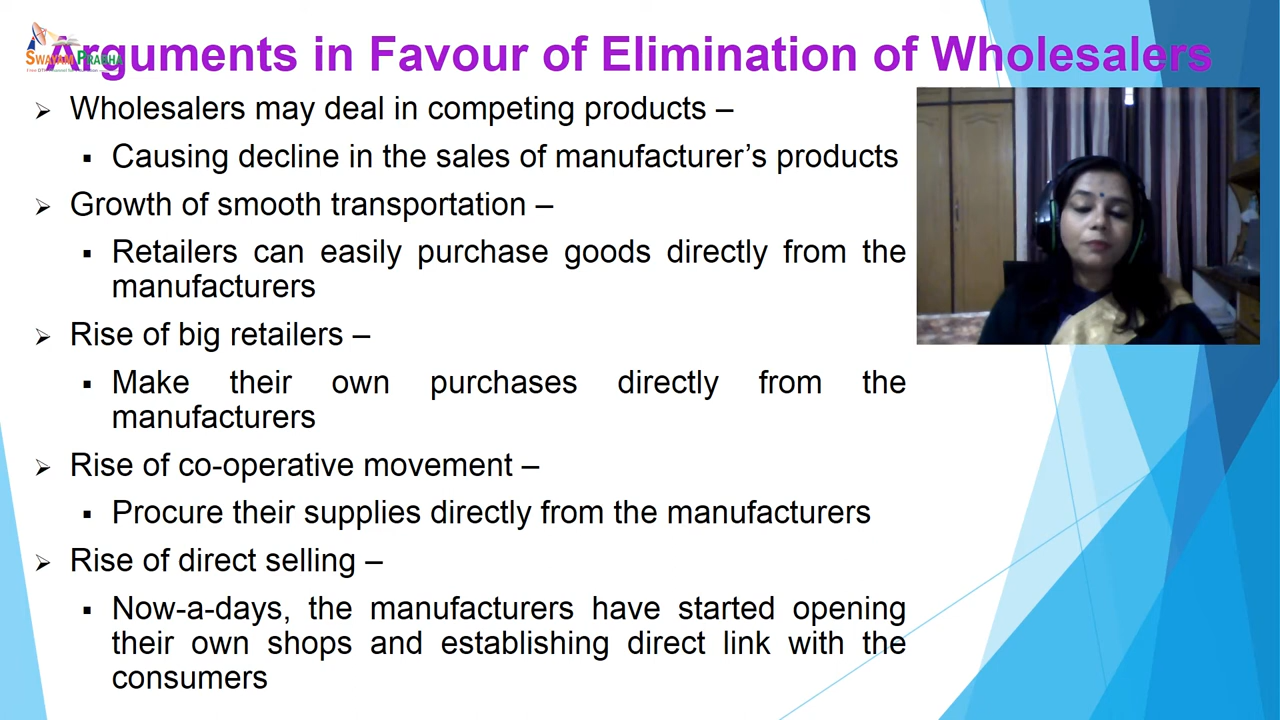 Arguments in Favour of Elimination of Wholesalers
SWAYAM PRABHA
➢ Wholesalers may deal in competing products –
▪ Causing decline in the sales of manufacturer’s products
➢ Growth of smooth transportation –
▪ Retailers can easily purchase goods directly from the
manufacturers
➢ Rise of big retailers –
▪ Make their own purchases directly from the
manufacturers
➢ Rise of co-operative movement –
▪ Procure their supplies directly from the manufacturers
➢ Rise of direct selling –
▪ Now-a-days, the manufacturers have started opening
their own shops and establishing direct link with the
consumers